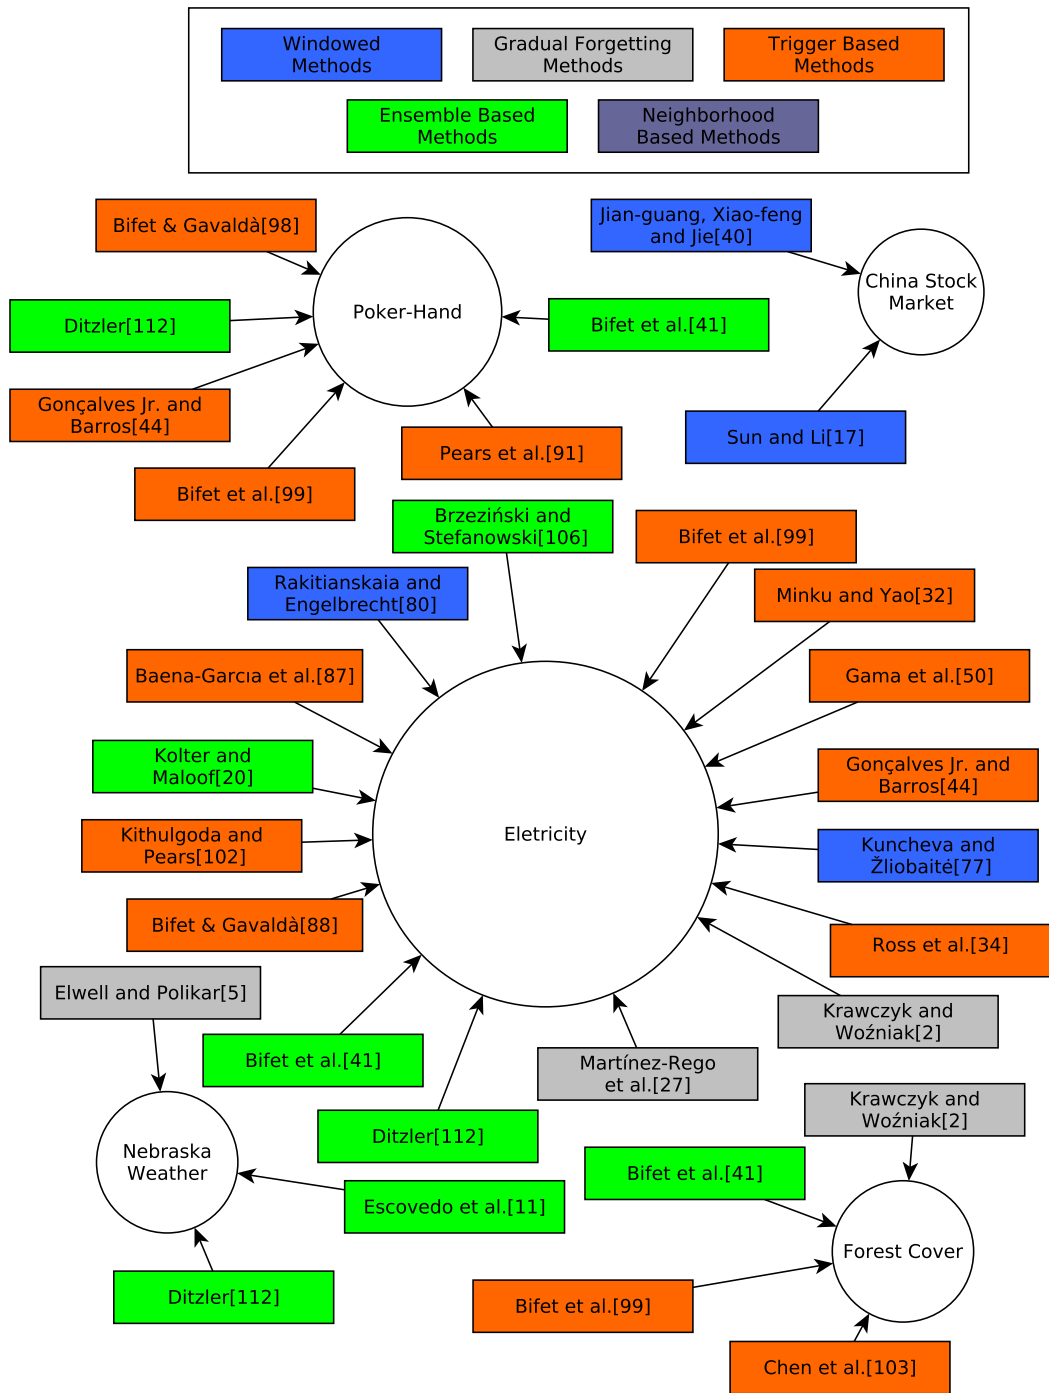 Windowed
Methods
Gradual Forgetting
Methods
Trigger Based
Methods
Ensemble Based
Methods
Neighborhood
Based Methods
Bifet & Gavaldà[98]
Ditzler[112]
Gonçalves Jr. and
Barros[44]
Bifet et al.[99]
Pears et al.[91]
Bifet et al.[41]
Poker-Hand
Jian-guang, Xiao-feng
and Jie[40]
China Stock
Market
Sun and Li[17]
Brzeziński and
Stefanowski[106]
Bifet et al.[99]
Rakitianskaia and
Engelbrecht[80]
Minku and Yao[32]
Baena-Garcıa et al.[87]
Gama et al.[50]
Kolter and
Maloof[20]
Gonçalves Jr. and
Barros[44]
Kithulgoda and
Pears[102]
Eletricity
Kuncheva and
Žliobaitė[77]
Bifet & Gavaldà[88]
Ross et al.[34]
Elwell and Polikar[5]
Krawczyk and
Woźniak[2]
Bifet et al.[41]
Martínez-Rego
et al.[27]
Ditzler[112]
Nebraska
Weather
Escovedo et al.[11]
Ditzler[112]
Krawczyk and
Woźniak[2]
Bifet et al.[41]
Forest Cover
Bifet et al.[99]
Chen et al.[103]